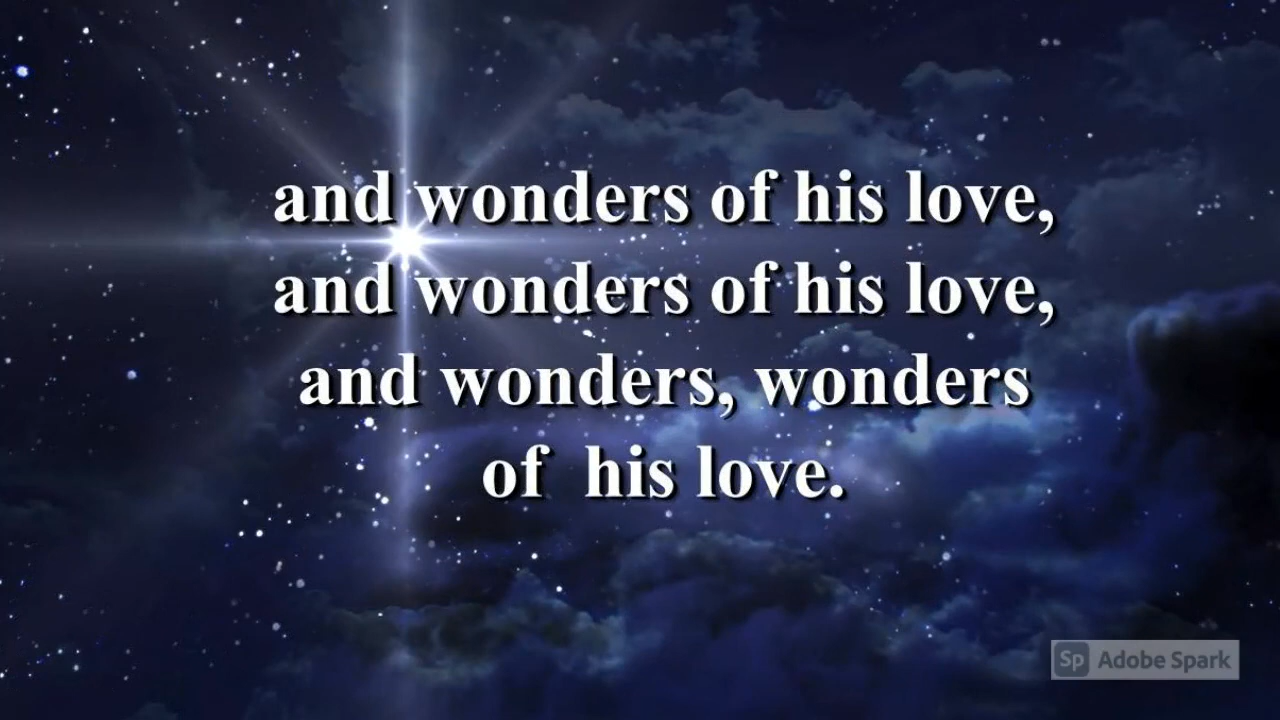 and wonders of his love,
and wonders of his love,
and wonders, wonders
of  his love.
Sp Adobe Spark